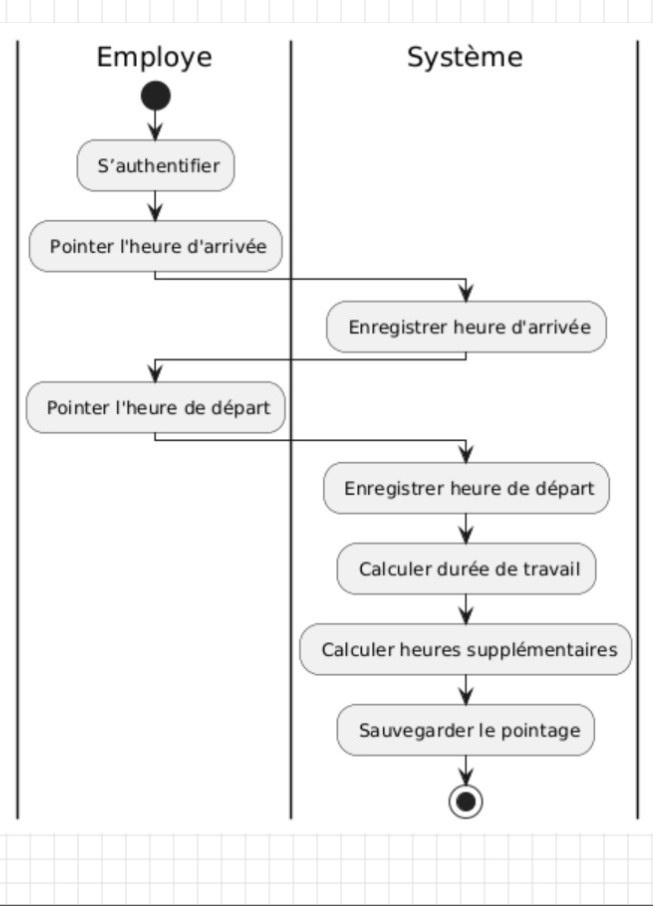 Employe
Système
S’authentifier
Pointer l'heure d'arrivée
Enregistrer heure d'arrivée
Pointer l'heure de départ
Enregistrer heure de départ
Calculer durée de travail
Calculer heures supplémentaires
Sauvegarder le pointage